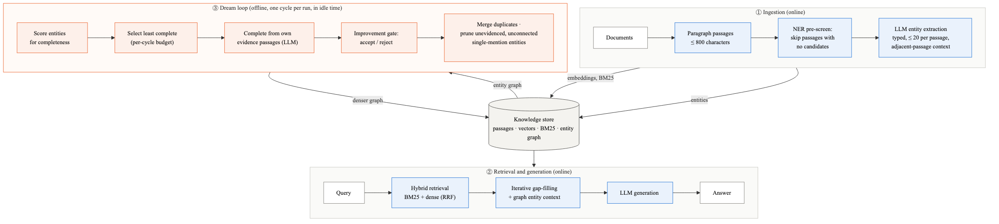 ③ Dream loop (offline, one cycle per run, in idle time)
Score entities
for completeness
Select least complete
(per-cycle budget)
Complete from own
evidence passages (LLM)
Improvement gate:
accept / reject
Merge duplicates ·
prune unevidenced, unconnected
single-mention entities
① Ingestion (online)
Documents
Paragraph passages
≤ 800 characters
NER pre-screen:
skip passages with
no candidates
LLM entity extraction
typed, ≤ 20 per passage,
adjacent-passage context
embeddings, BM25
entity graph
denser graph
entities
Knowledge store
passages · vectors · BM25 · entity
graph
② Retrieval and generation (online)
Query
Hybrid retrieval
BM25 + dense (RRF)
Iterative gap-filling
+ graph entity context
LLM generation
Answer